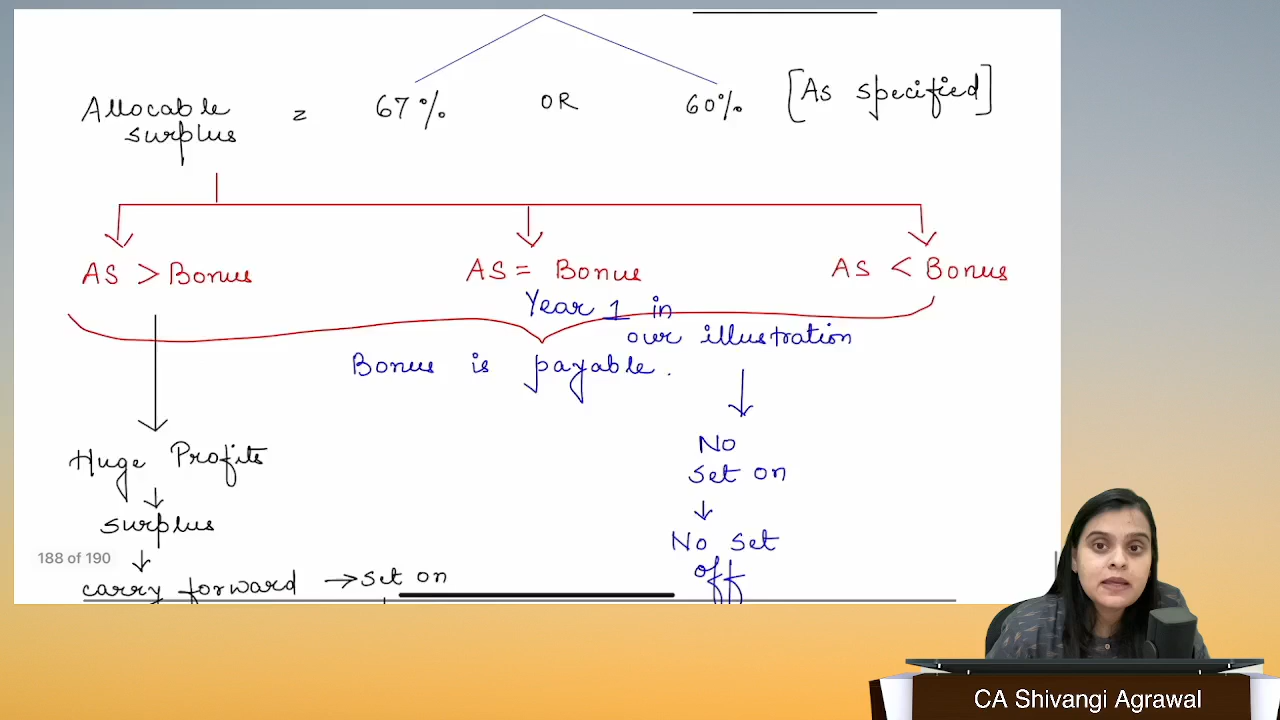 Allocable surplus = 67% OR 60% [As specified]
AS > Bonus
AS = Bonus
AS < Bonus
Year 1 in our illustration
Bonus is payable.
Huge Profits
surplus
carry forward → set on
No set on
No set off
188 of 190
CA Shivangi Agrawal